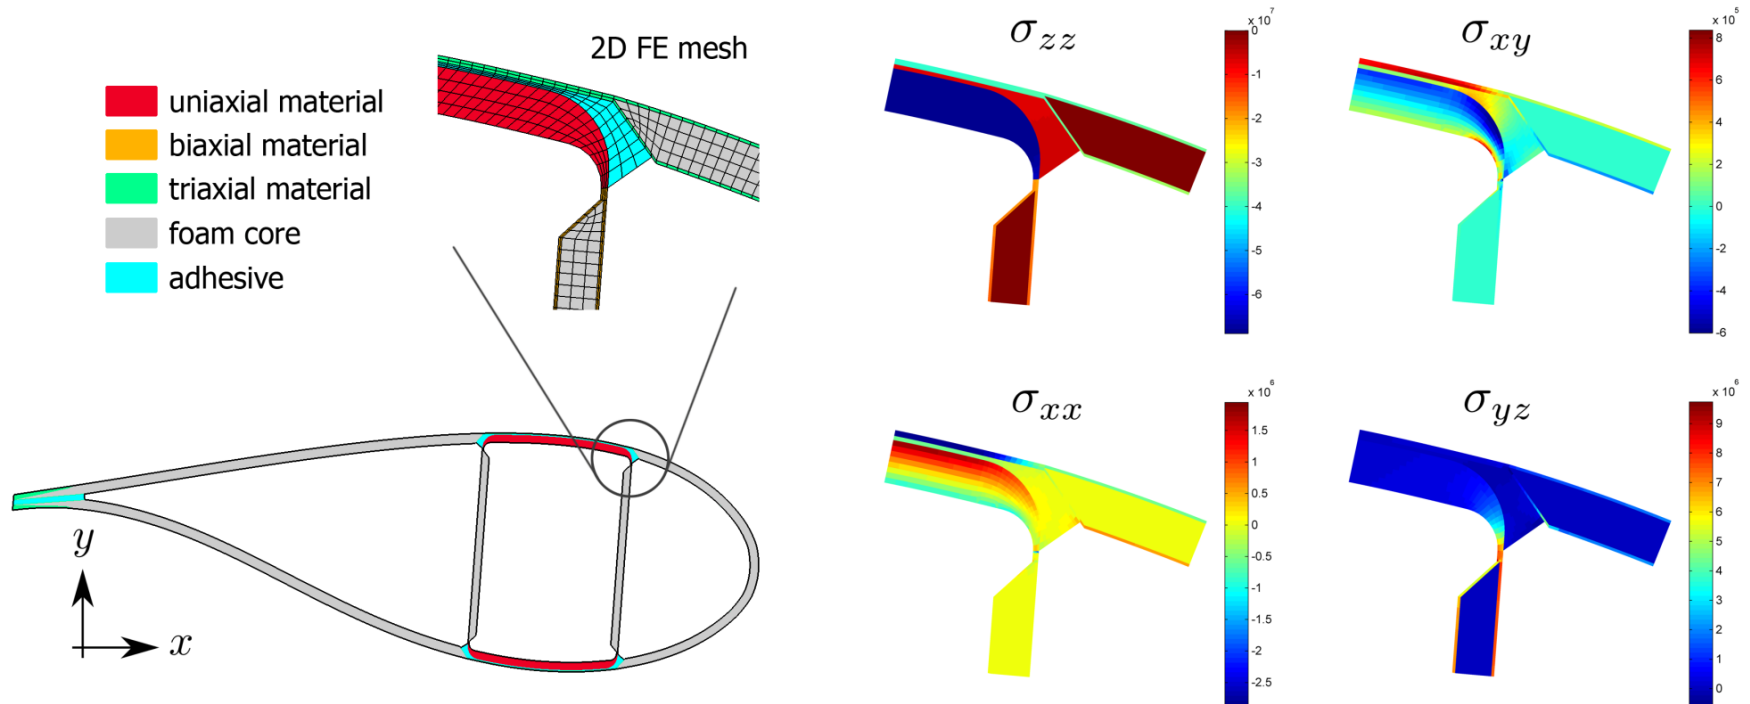 2D FE mesh
uniaxial material
biaxial material
triaxial material
foam core
adhesive
y
x
σzz
x 10^7
0
-1
-2
-3
-4
-5
-6
σxy
x 10^5
8
6
4
2
0
-2
-4
-6
σxx
x 10^6
1.5
1
0.5
0
-0.5
-1
-1.5
-2
-2.5
σyz
x 10^6
9
8
7
6
5
4
3
2
1
0